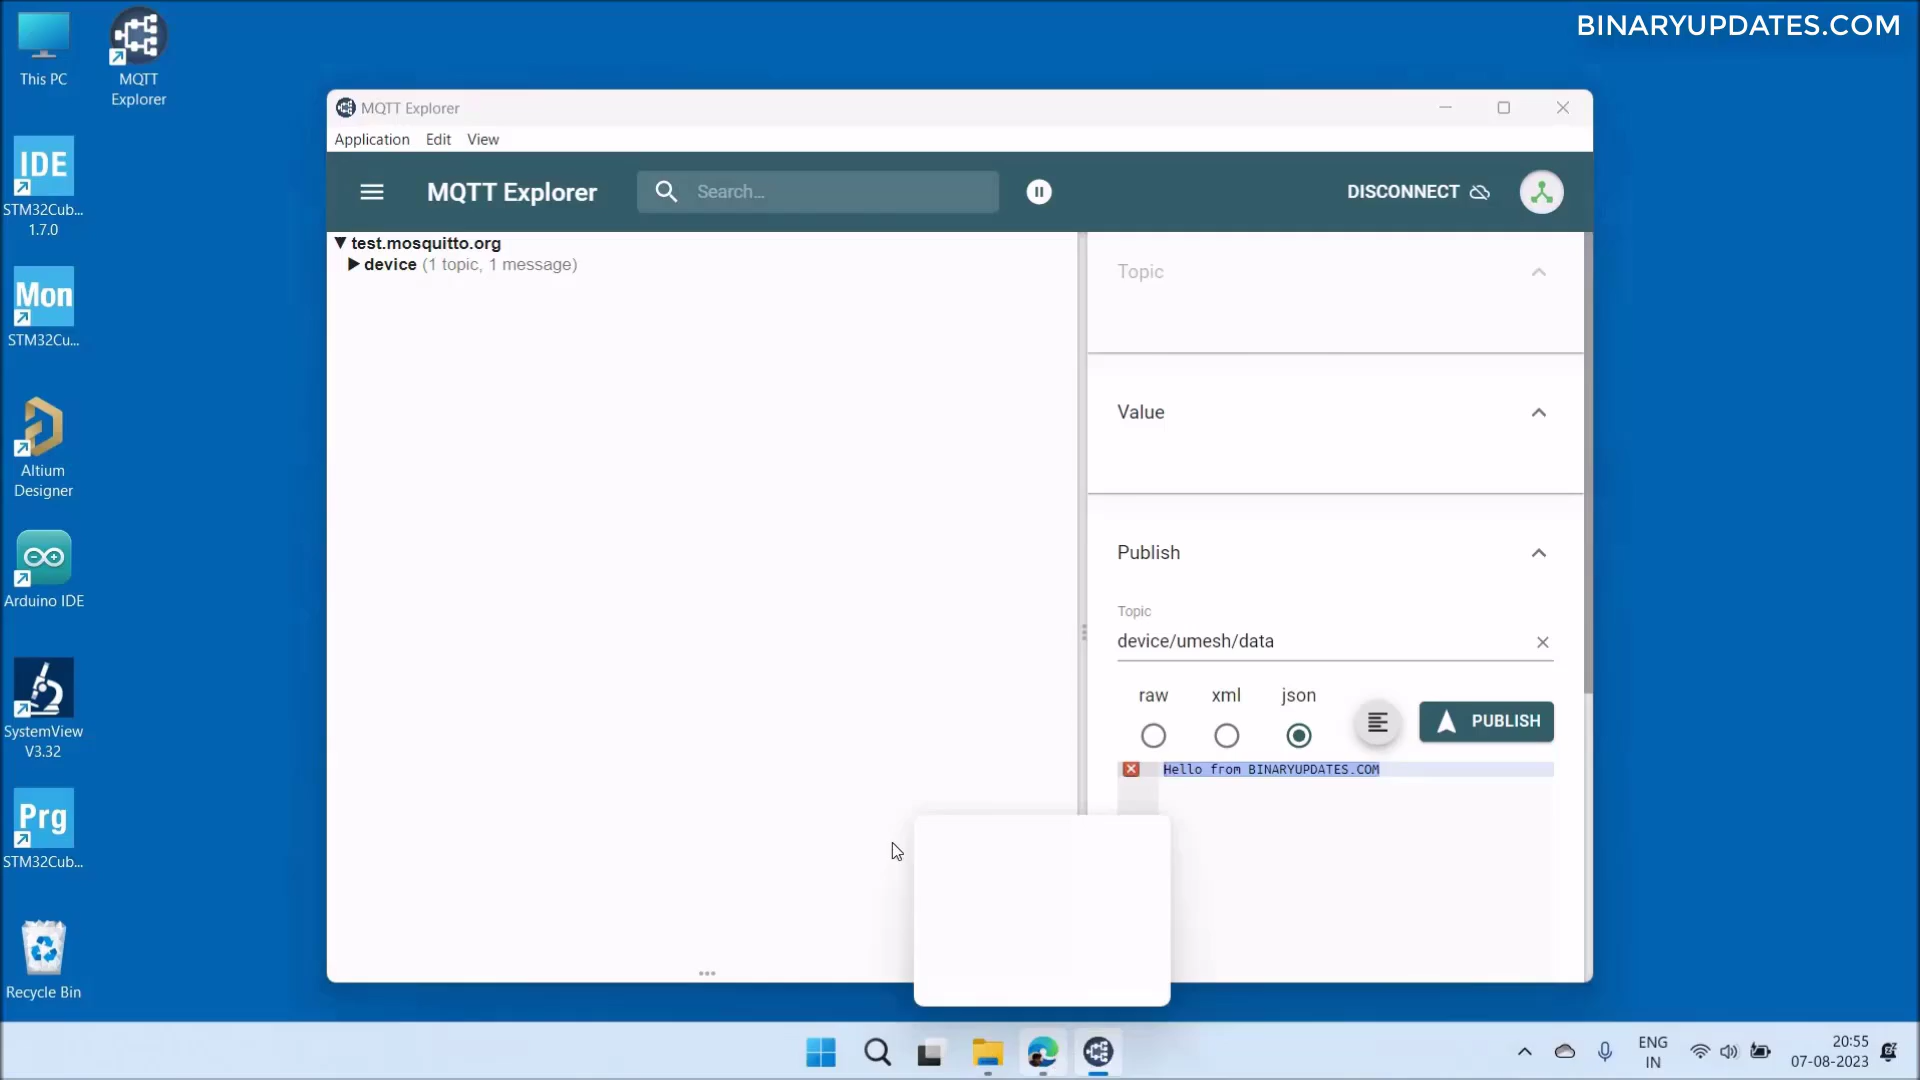 BINARYUPDATES.COM
This PC
MQTT
Explorer
IDE
STM32Cub...
1.7.0
Mon
STM32Cu...
Altium
Designer
Arduino IDE
SystemView
V3.32
Prg
STM32Cub...
Recycle Bin
MQTT Explorer
Application Edit View
MQTT Explorer
Search...
DISCONNECT
test.mosquitto.org
device (1 topic, 1 message)
Topic
Value
Publish
Topic
device/umesh/data
raw xml json
PUBLISH
Hello from BINARYUPDATES.COM
ENG
IN
20:55
07-08-2023